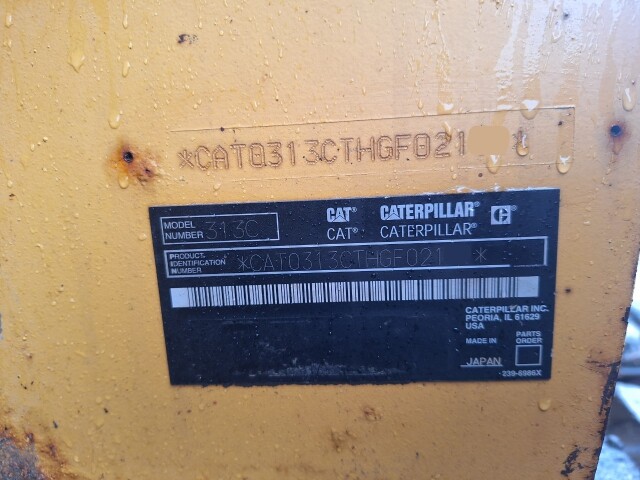 *CAT0313CTHGF021 *
MODEL NUMBER 313C
CAT® CATERPILLAR® C
CAT® CATERPILLAR®
PRODUCT IDENTIFICATION NUMBER *CAT0313CTHGF021 *
CATERPILLAR INC.
PEORIA, IL 61629
USA
MADE IN
JAPAN
PARTS ORDER
239-6986X